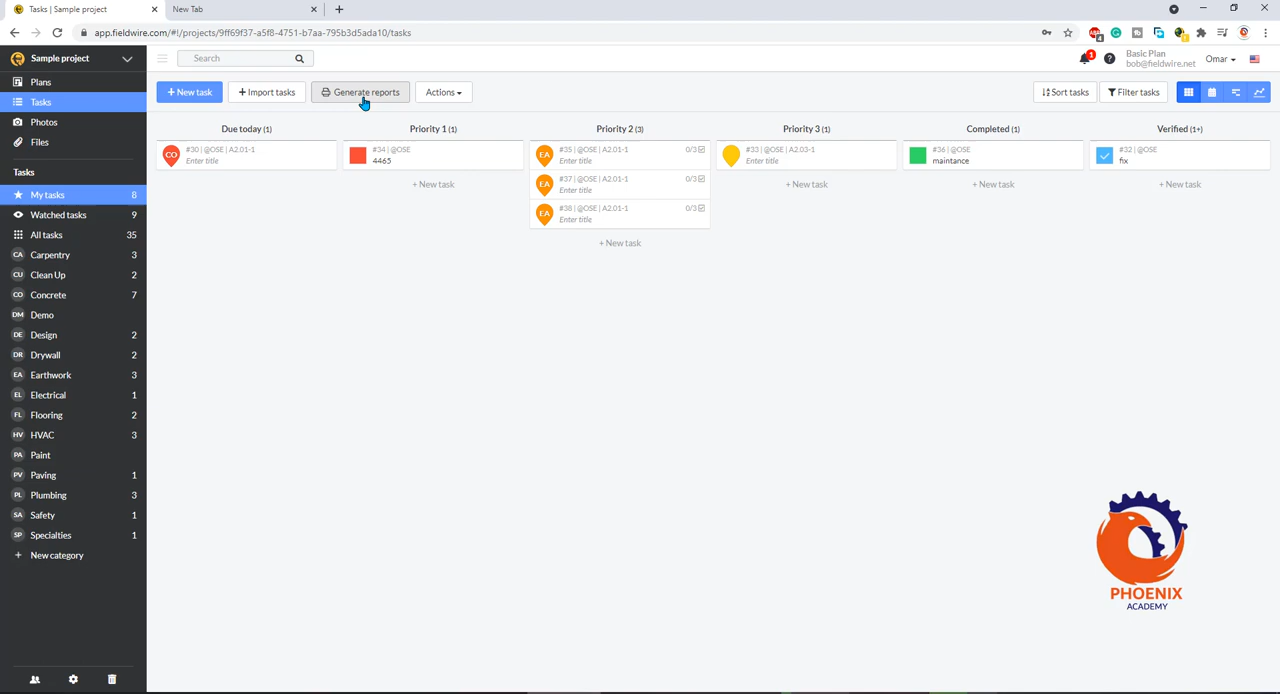 Tasks | Sample project
New Tab
app.fieldwire.com/#!/projects/9ff69f37-a5f8-4751-b7aa-795b3d5ada10/tasks
Sample project
Search
1
Basic Plan
bob@fieldwire.net
Omar
Plans
Tasks
Photos
Files
+ New task
+ Import tasks
Generate reports
Actions
Sort tasks
Filter tasks
Tasks
My tasks 8
Watched tasks 9
All tasks 35
CA Carpentry 3
CU Clean Up 2
CO Concrete 7
DM Demo
DE Design 2
DR Drywall 2
EA Earthwork 3
EL Electrical 1
FL Flooring 2
HV HVAC 3
PA Paint
PV Paving 1
PL Plumbing 3
SA Safety 1
SP Specialties 1
+ New category
Due today (1)
CO #30 | @OSE | A2.01-1
Enter title
Priority 1 (1)
#34 | @OSE
4465
+ New task
Priority 2 (3)
EA #35 | @OSE | A2.01-1 0/3
Enter title
EA #37 | @OSE | A2.01-1 0/3
Enter title
EA #38 | @OSE | A2.01-1 0/3
Enter title
+ New task
Priority 3 (1)
#33 | @OSE | A2.03-1
Enter title
+ New task
Completed (1)
#36 | @OSE
maintance
+ New task
Verified (1+)
#32 | @OSE
fix
+ New task
PHOENIX
ACADEMY